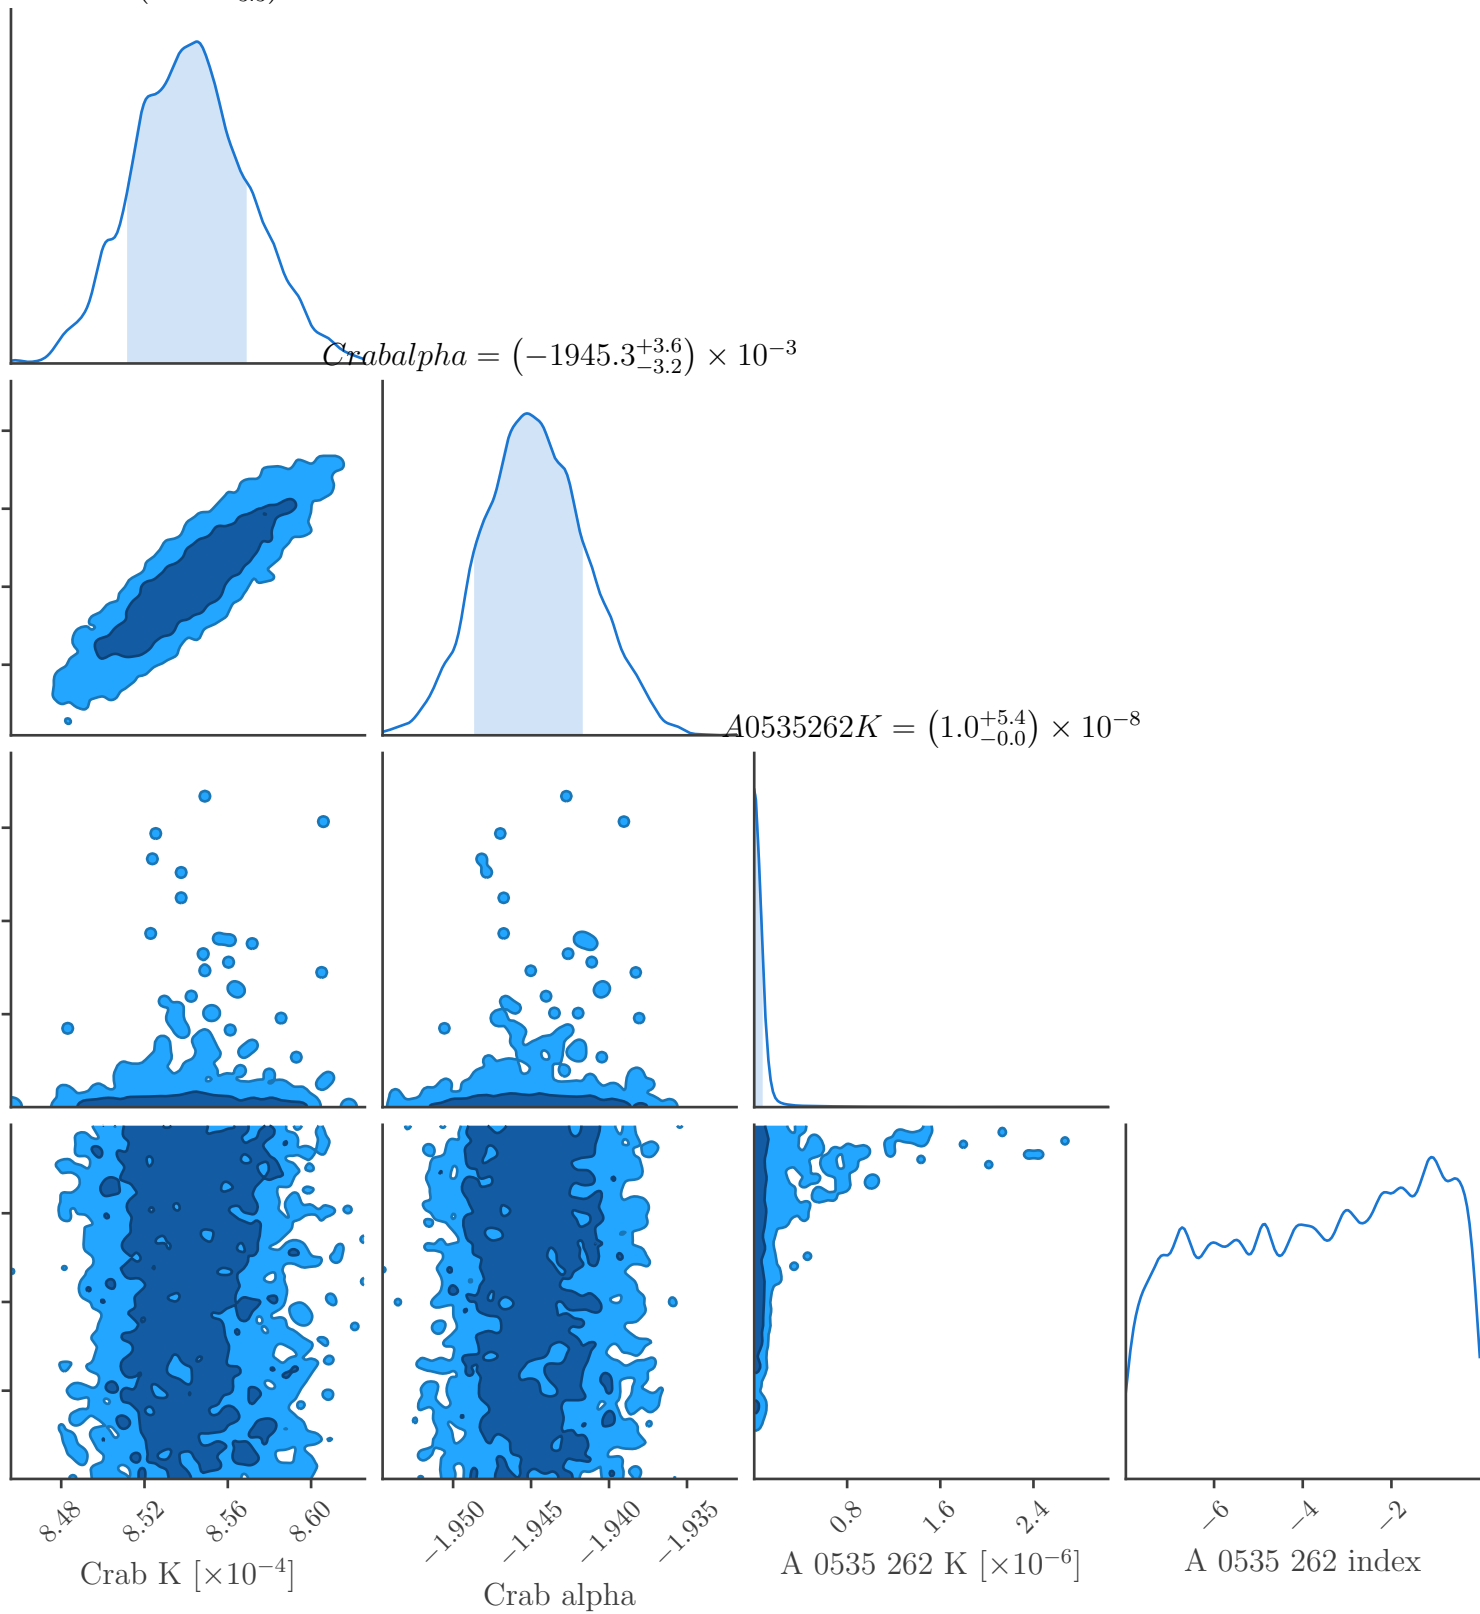 Crabalpha = (−1945.3 +3.6 −3.2) × 10−3
A0535262K = (1.0 +5.4 −0.0) × 10−8
8.48 8.52 8.56 8.60
−1.950 −1.945 −1.940 −1.935
0.8 1.6 2.4
−6 −4 −2
Crab K [×10−4]
Crab alpha
A 0535 262 K [×10−6]
A 0535 262 index